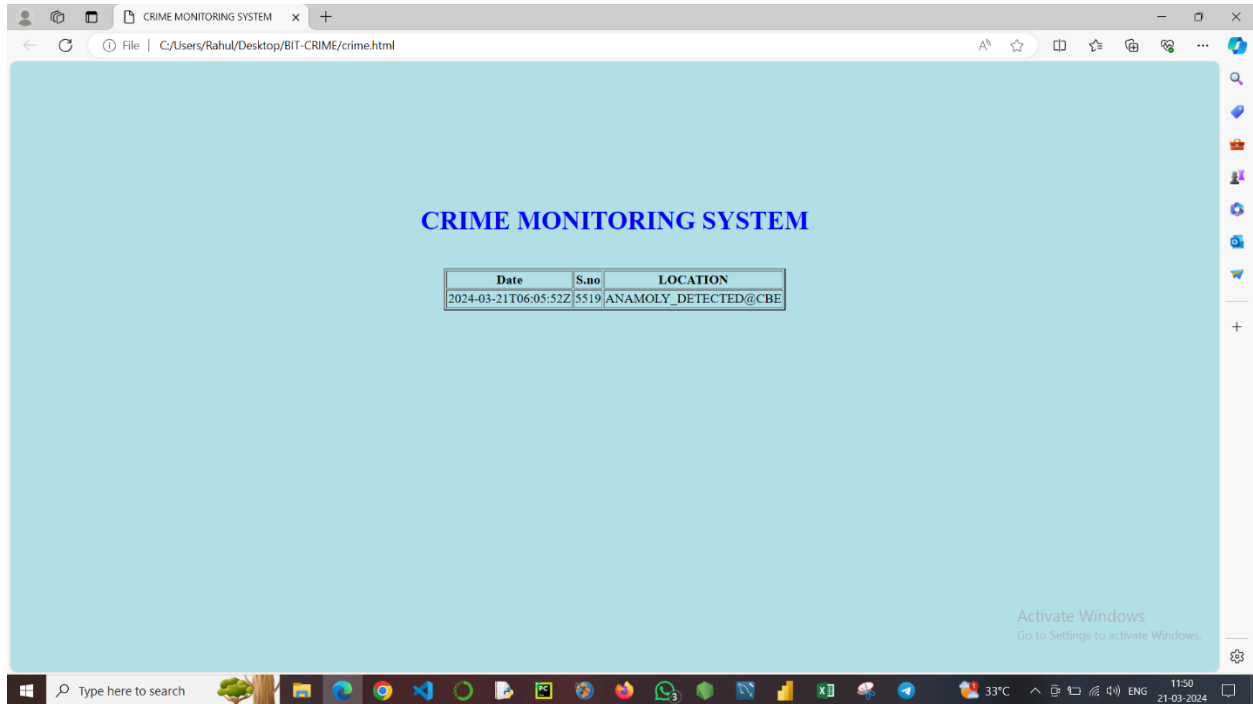 CRIME MONITORING SYSTEM
File | C:/Users/Rahul/Desktop/BIT-CRIME/crime.html
CRIME MONITORING SYSTEM
Date S.no LOCATION
2024-03-21T06:05:52Z 5519 ANAMOLY_DETECTED@CBE
Activate Windows
Go to Settings to activate Windows.
Type here to search
PC
3
33°C
ENG
11:50
21-03-2024